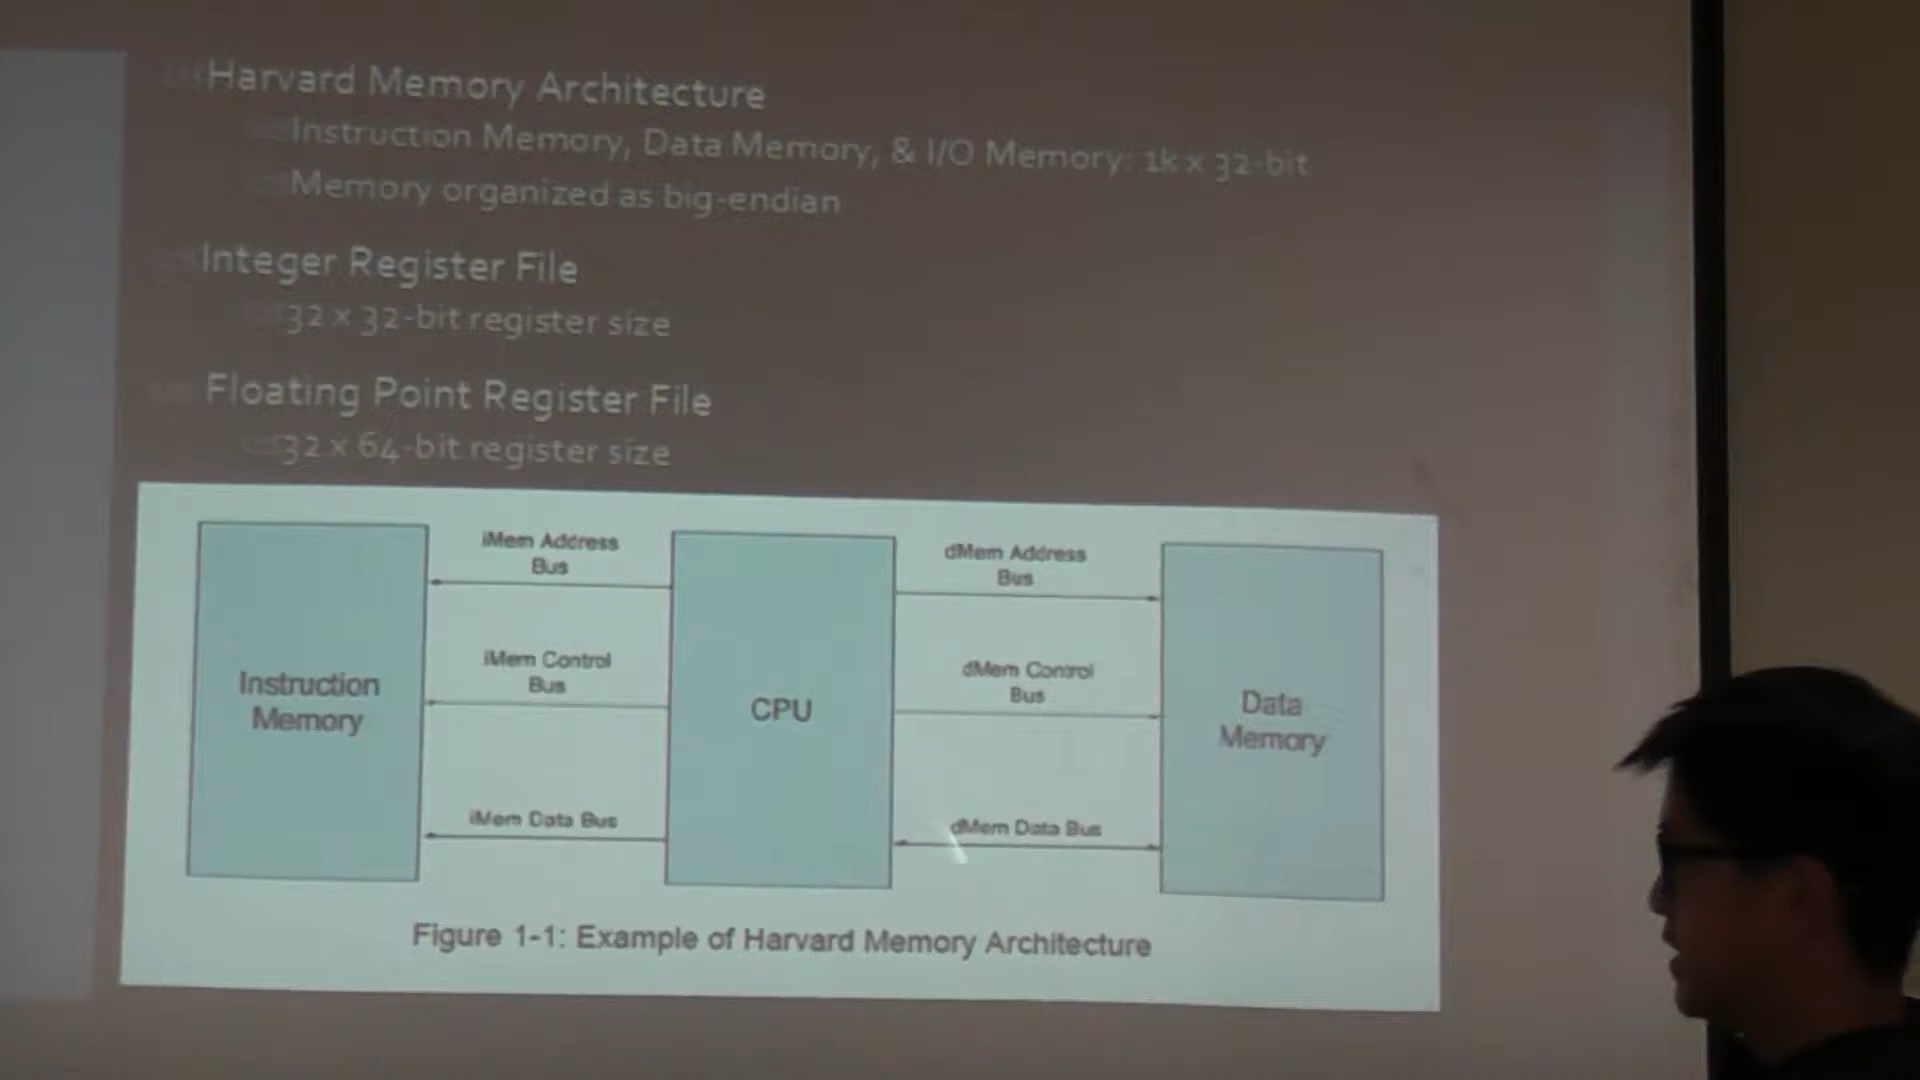 Harvard Memory Architecture
Instruction Memory, Data Memory, & I/O Memory: 1k x 32-bit
Memory organized as big-endian
Integer Register File
32 x 32-bit register size
Floating Point Register File
32 x 64-bit register size
iMem Address
Bus
dMem Address
Bus
iMem Control
Bus
dMem Control
Bus
Instruction
Memory
CPU
Data
Memory
iMem Data Bus
dMem Data Bus
Figure 1-1: Example of Harvard Memory Architecture